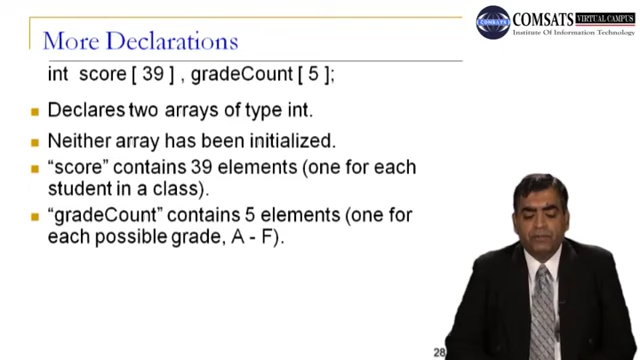 COMSATS VIRTUAL CAMPUS
Institute Of Information Technology
More Declarations
int score [ 39 ] , gradeCount [ 5 ];
Declares two arrays of type int.
Neither array has been initialized.
“score” contains 39 elements (one for each
student in a class).
“gradeCount” contains 5 elements (one for
each possible grade, A - F).
28